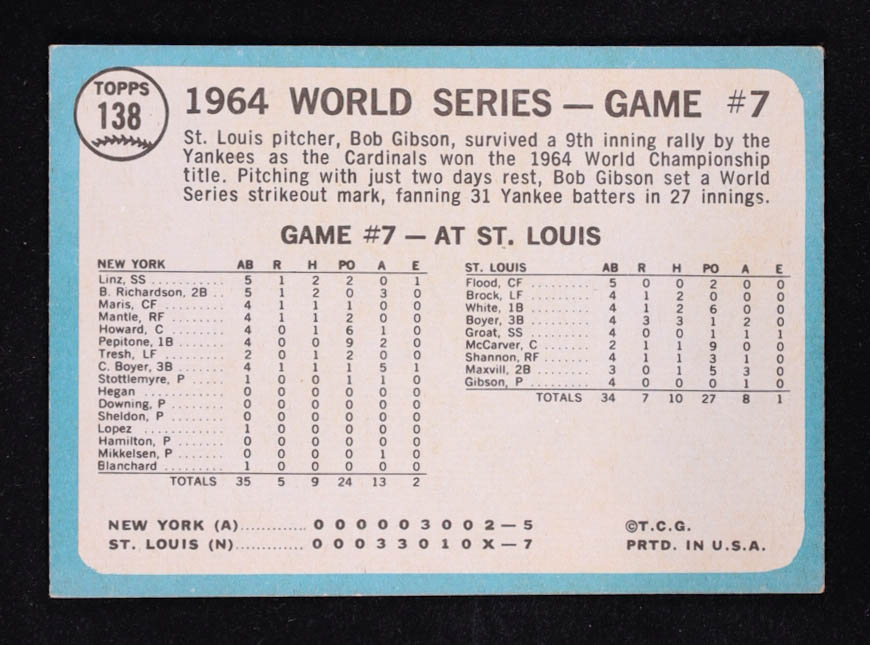 TOPPS
138
1964 WORLD SERIES — GAME #7
St. Louis pitcher, Bob Gibson, survived a 9th inning rally by the
Yankees as the Cardinals won the 1964 World Championship
title. Pitching with just two days rest, Bob Gibson set a World
Series strikeout mark, fanning 31 Yankee batters in 27 innings.
GAME #7 — AT ST. LOUIS
NEW YORK AB R H PO A E
Linz, SS ........... 5 1 2 2 0 1
B. Richardson, 2B .. 5 1 2 0 3 0
Maris, CF .......... 4 1 1 1 0 0
Mantle, RF ......... 4 1 1 2 0 0
Howard, C .......... 4 0 1 6 1 0
Pepitone, 1B ....... 4 0 0 9 2 0
Tresh, LF .......... 2 0 1 2 0 0
C. Boyer, 3B ....... 4 1 1 1 5 1
Stottlemyre, P ..... 1 0 0 1 1 0
Hegan .............. 0 0 0 0 0 0
Downing, P ......... 0 0 0 0 0 0
Sheldon, P ......... 0 0 0 0 0 0
Lopez .............. 1 0 0 0 0 0
Hamilton, P ........ 0 0 0 0 0 0
Mikkelsen, P ....... 0 0 0 0 1 0
Blanchard .......... 1 0 0 0 0 0
TOTALS 35 5 9 24 13 2
ST. LOUIS AB R H PO A E
Flood, CF .......... 5 0 0 2 0 0
Brock, LF .......... 4 1 2 0 0 0
White, 1B .......... 4 1 2 6 0 0
Boyer, 3B .......... 4 3 3 1 2 0
Groat, SS .......... 4 0 0 1 1 1
McCarver, C ........ 2 1 1 9 0 0
Shannon, RF ........ 4 1 1 3 1 0
Maxvill, 2B ........ 3 0 1 5 3 0
Gibson, P .......... 4 0 0 0 1 0
TOTALS 34 7 10 27 8 1
NEW YORK (A)............ 0 0 0 0 0 3 0 0 2 — 5
ST. LOUIS (N)............ 0 0 0 3 3 0 1 0 X — 7
©T.C.G.
PRTD. IN U.S.A.